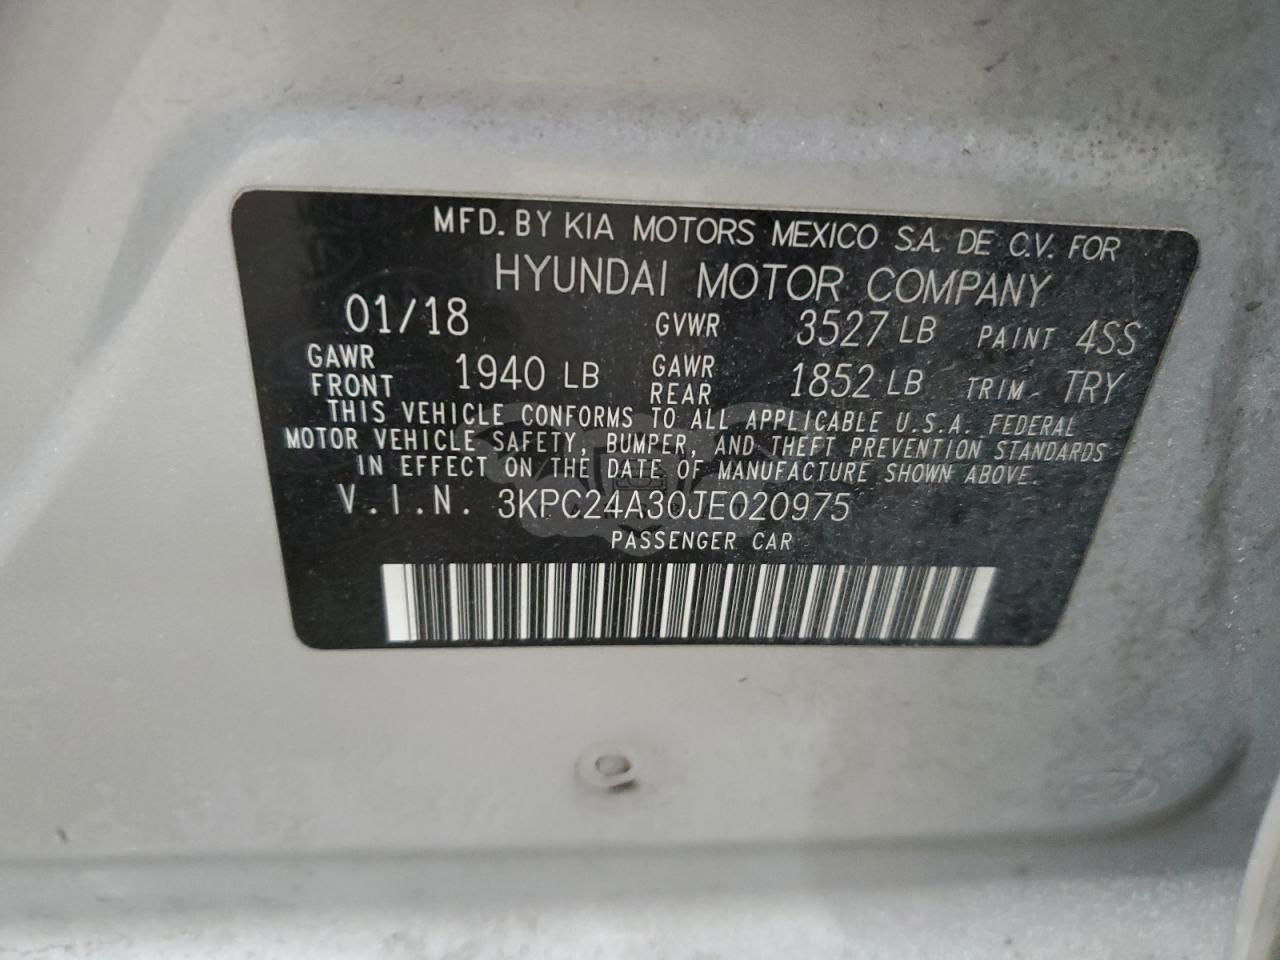 MFD. BY KIA MOTORS MEXICO S.A. DE C.V. FOR
HYUNDAI MOTOR COMPANY
01/18 GVWR 3527 LB PAINT 4SS
GAWR FRONT 1940 LB GAWR REAR 1852 LB TRIM TRY
THIS VEHICLE CONFORMS TO ALL APPLICABLE U.S.A. FEDERAL
MOTOR VEHICLE SAFETY, BUMPER, AND THEFT PREVENTION STANDARDS
IN EFFECT ON THE DATE OF MANUFACTURE SHOWN ABOVE.
V.I.N. 3KPC24A30JE020975
PASSENGER CAR